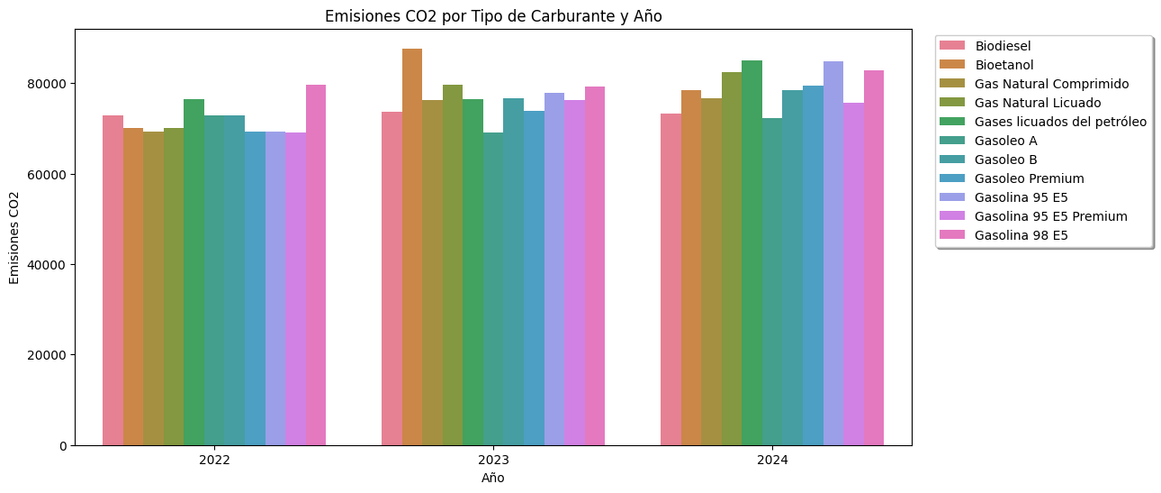 Emisiones CO2 por Tipo de Carburante y Año
Emisiones CO2
80000
60000
40000
20000
0
2022
2023
2024
Año
Biodiesel
Bioetanol
Gas Natural Comprimido
Gas Natural Licuado
Gases licuados del petróleo
Gasoleo A
Gasoleo B
Gasoleo Premium
Gasolina 95 E5
Gasolina 95 E5 Premium
Gasolina 98 E5